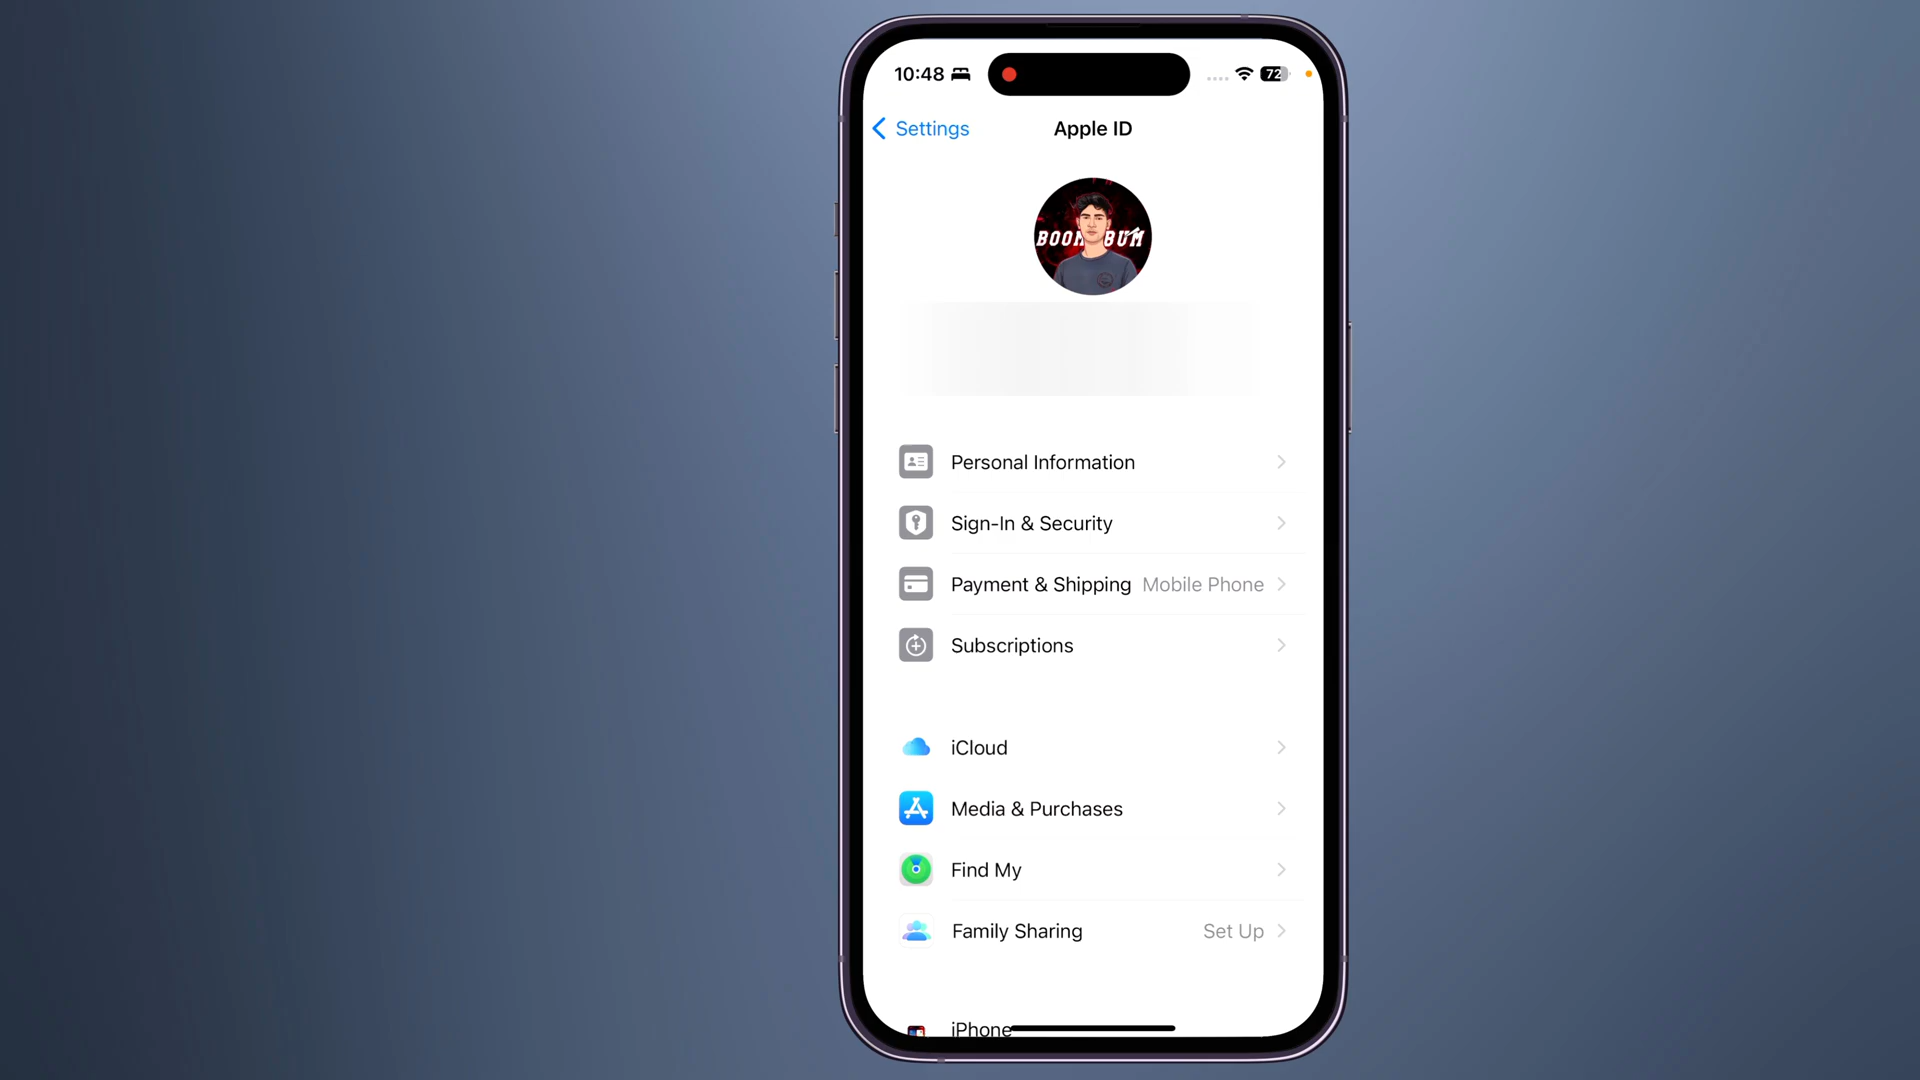 10:48
72
Settings
Apple ID
BOOM BUM
Personal Information
Sign-In & Security
Payment & Shipping Mobile Phone
Subscriptions
iCloud
Media & Purchases
Find My
Family Sharing Set Up
iPhone